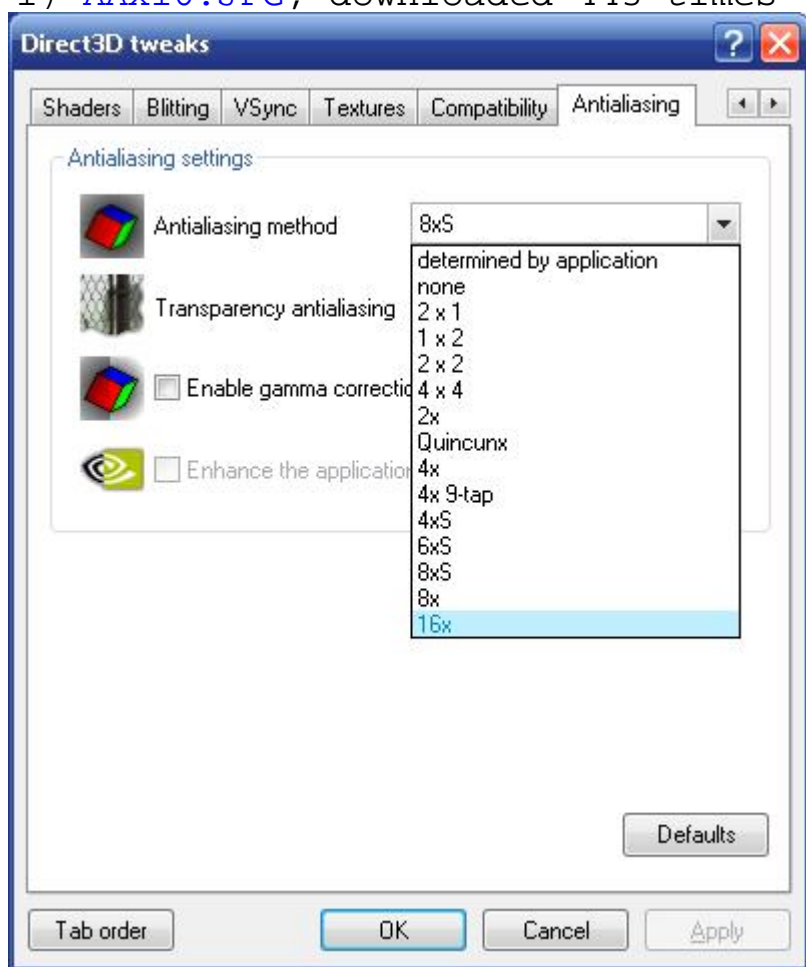 Direct3D tweaks
Shaders Blitting VSync Textures Compatibility Antialiasing
Antialiasing settings
Antialiasing method 8xS
determined by application
none
Transparency antialiasing 2 x 1
1 x 2
2 x 2
Enable gamma correctio 4 x 4
2x
Quincunx
Enhance the application 4x
4x 9-tap
4xS
6xS
8xS
8x
16x
Defaults
Tab order OK Cancel Apply